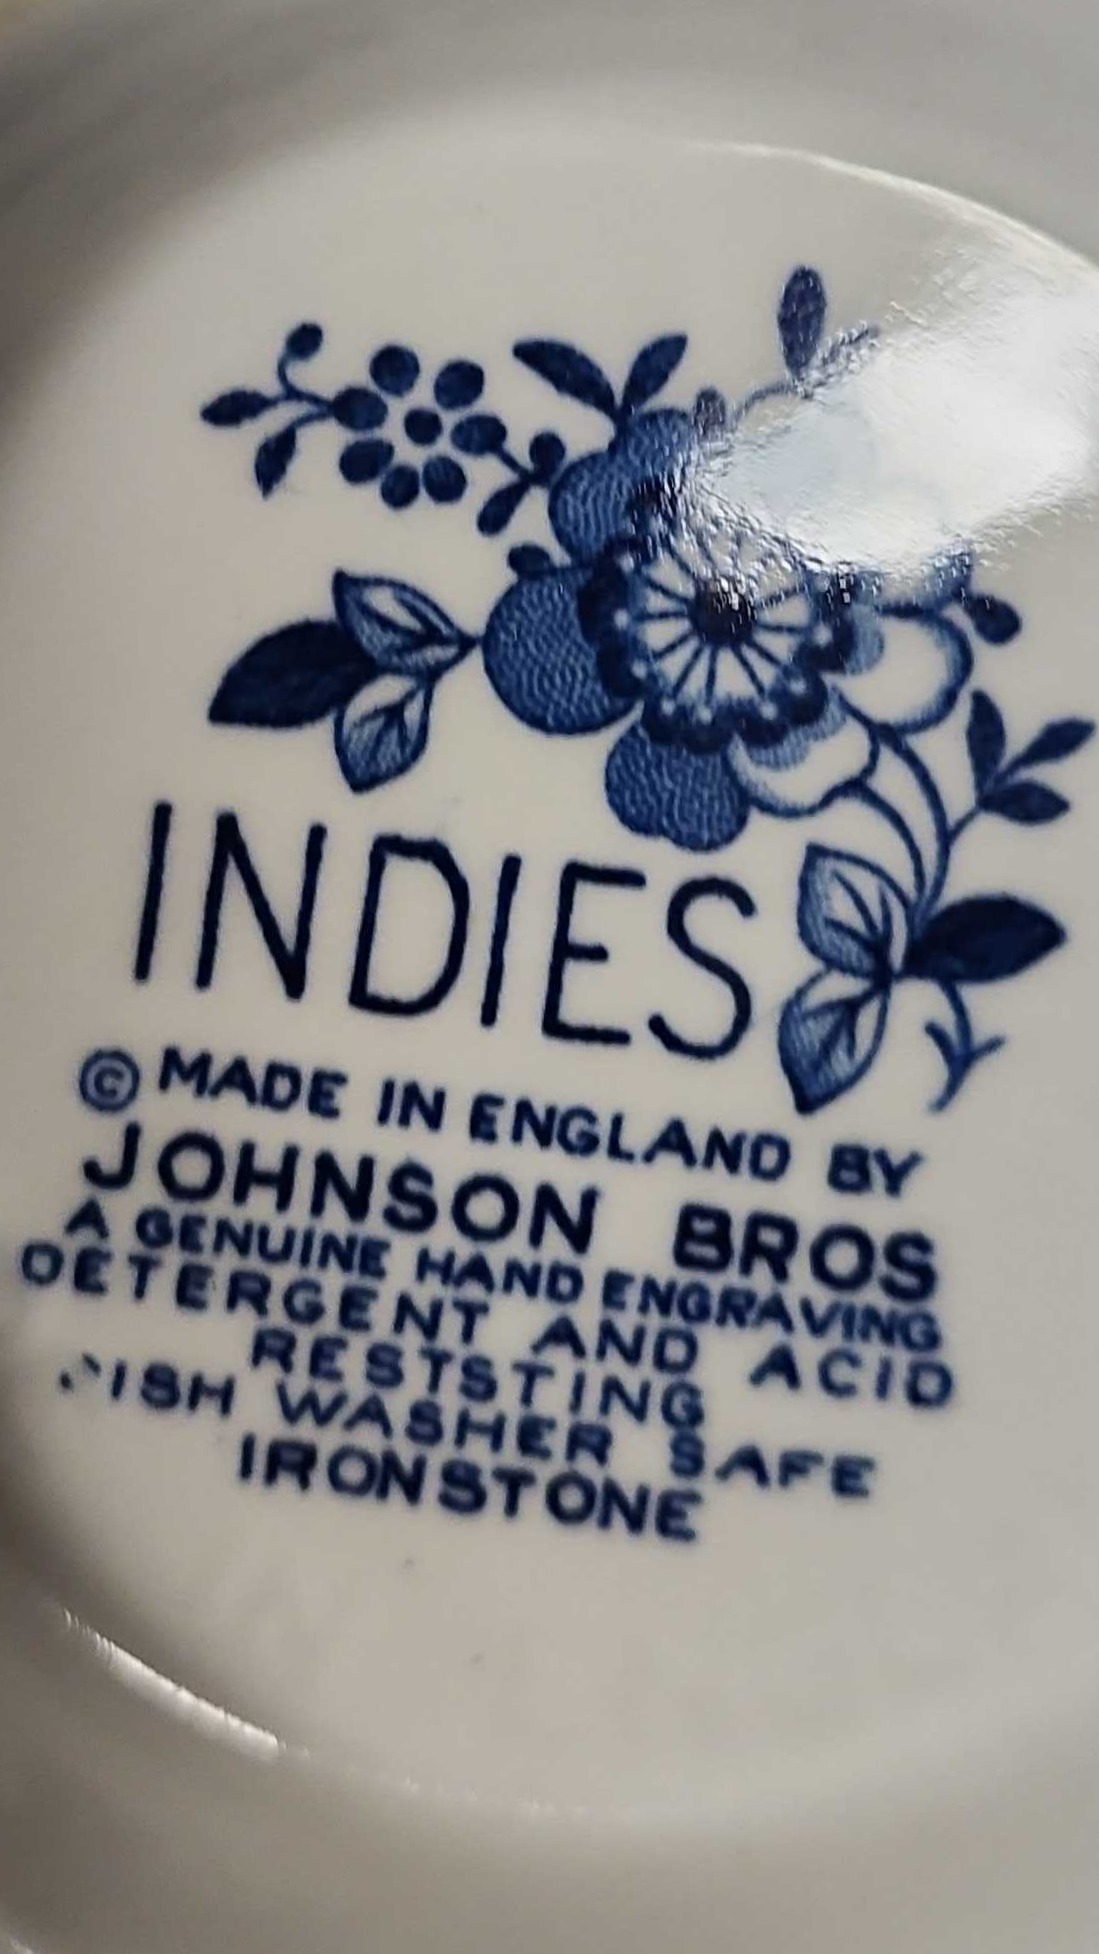 INDIES
© MADE IN ENGLAND BY
JOHNSON BROS
A GENUINE HAND ENGRAVING
DETERGENT AND ACID
RESTSTING
WASHER SAFE
IRONSTONE